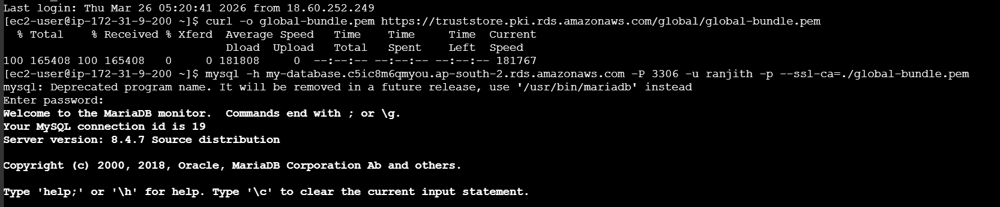 Last login: Thu Mar 26 05:20:41 2026 from 18.60.252.249
[ec2-user@ip-172-31-9-200 ~]$ curl -o global-bundle.pem https://truststore.pki.rds.amazonaws.com/global/global-bundle.pem
  % Total    % Received % Xferd  Average Speed   Time    Time     Time  Current
                                 Dload  Upload   Total   Spent    Left  Speed
100 165408 100 165408   0     0 181808     0  --:--:-- --:--:-- --:--:-- 181767
[ec2-user@ip-172-31-9-200 ~]$ mysql -h my-database.c5ic8m6qmyou.ap-south-2.rds.amazonaws.com -P 3306 -u ranjith -p --ssl-ca=./global-bundle.pem
mysql: Deprecated program name. It will be removed in a future release, use '/usr/bin/mariadb' instead
Enter password:
Welcome to the MariaDB monitor.  Commands end with ; or \g.
Your MySQL connection id is 19
Server version: 8.4.7 Source distribution
Copyright (c) 2000, 2018, Oracle, MariaDB Corporation Ab and others.
Type 'help;' or '\h' for help. Type '\c' to clear the current input statement.